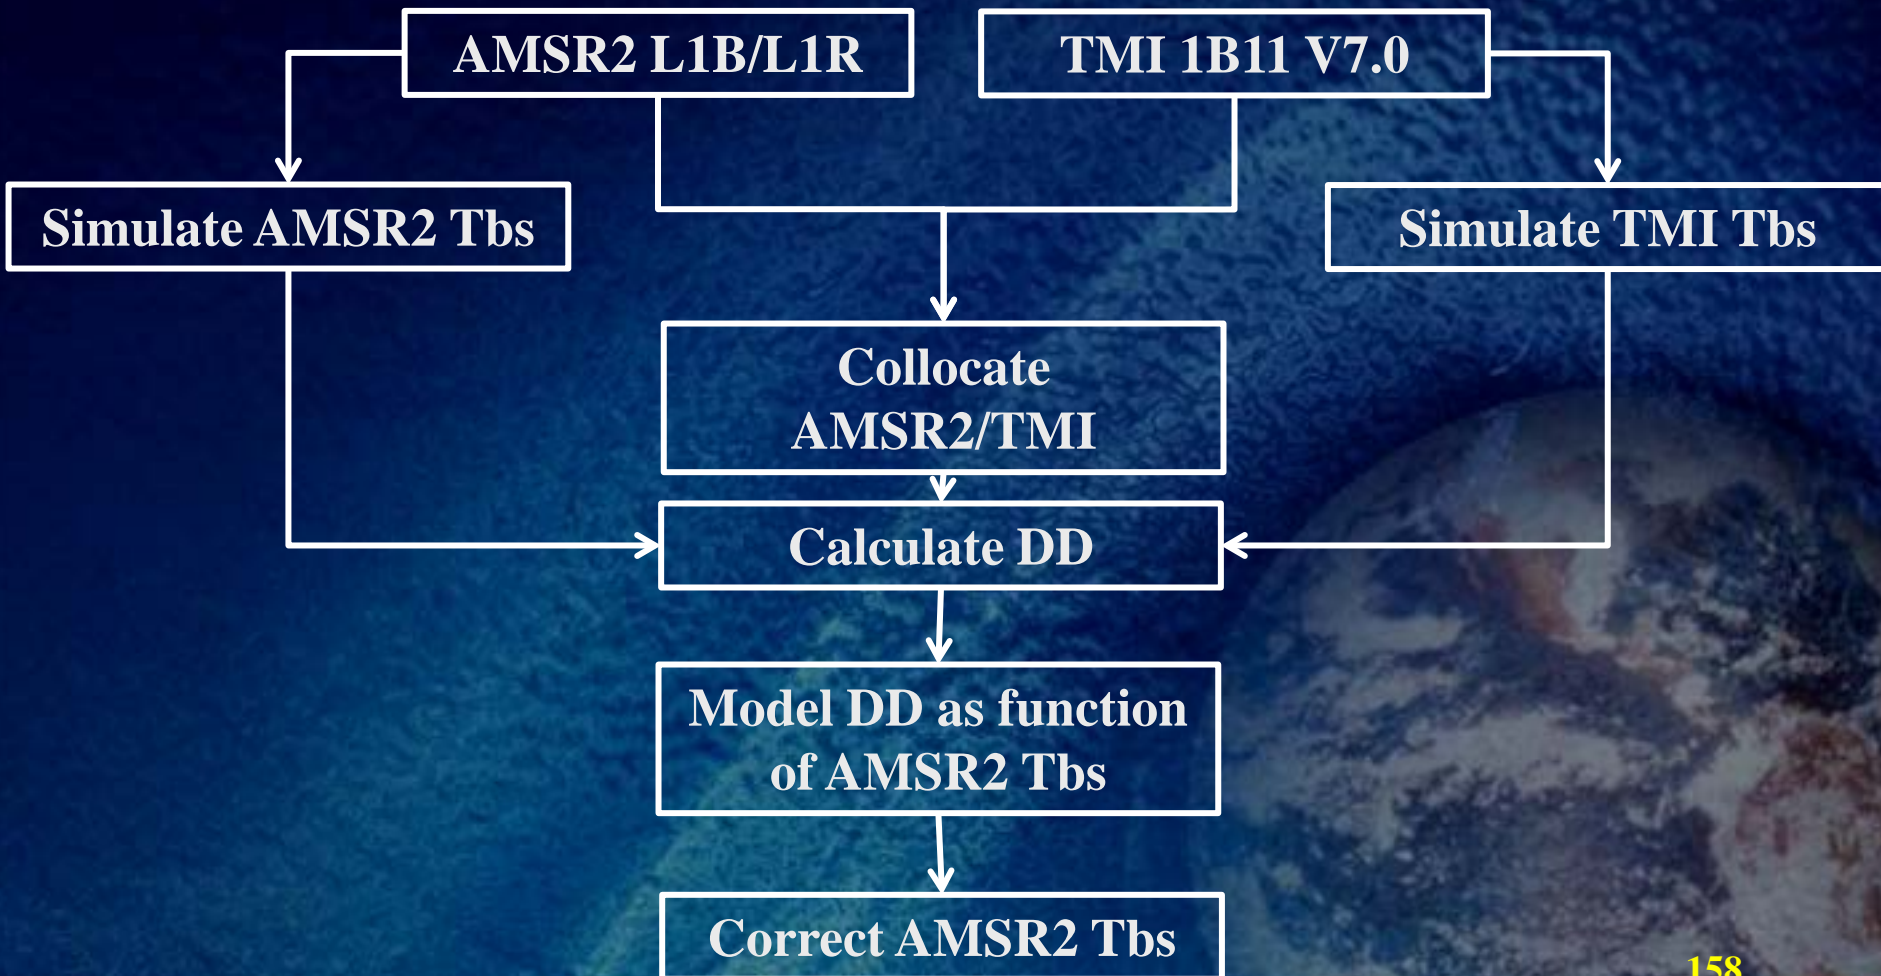 AMSR2 L1B/L1R
TMI 1B11 V7.0
Simulate AMSR2 Tbs
Simulate TMI Tbs
Collocate
AMSR2/TMI
Calculate DD
Model DD as function
of AMSR2 Tbs
Correct AMSR2 Tbs
158